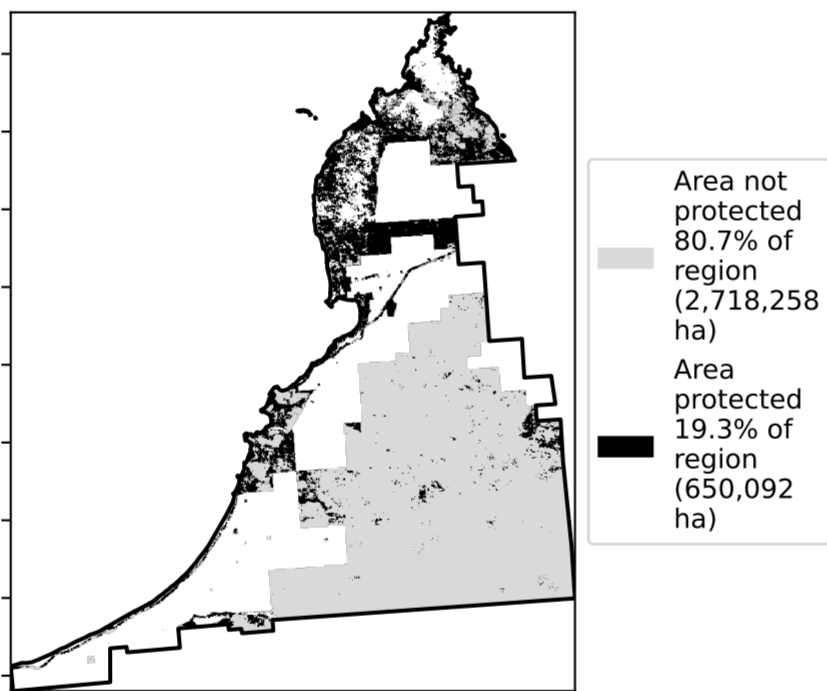 Area not
protected
80.7% of
region
(2,718,258
ha)
Area
protected
19.3% of
region
(650,092
ha)